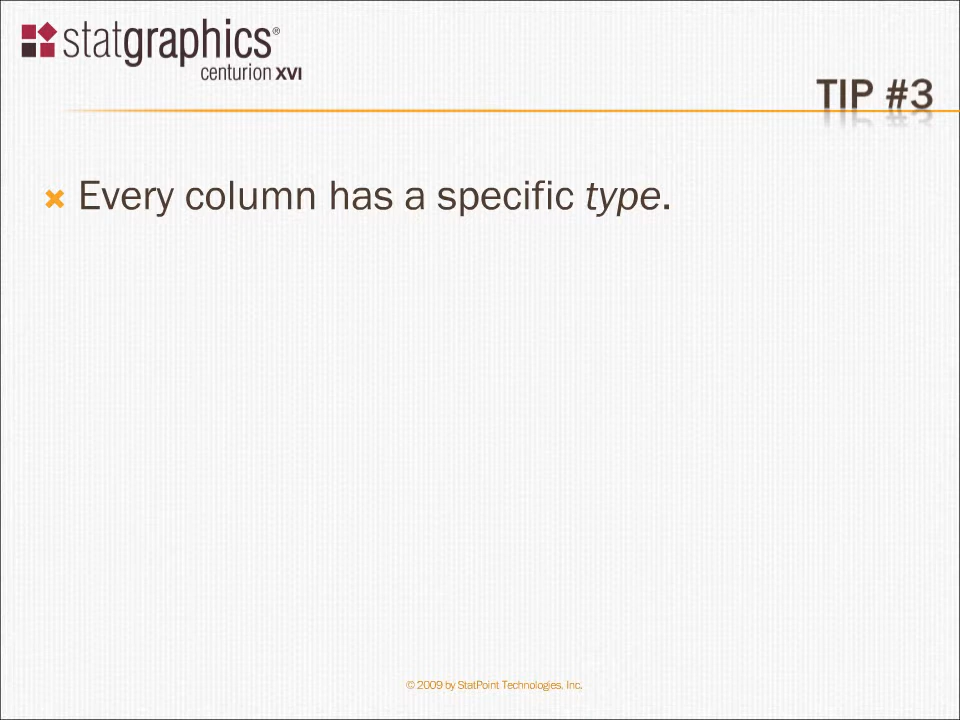 statgraphics®
centurion XVI
TIP #3
Every column has a specific type.
© 2009 by StatPoint Technologies, Inc.